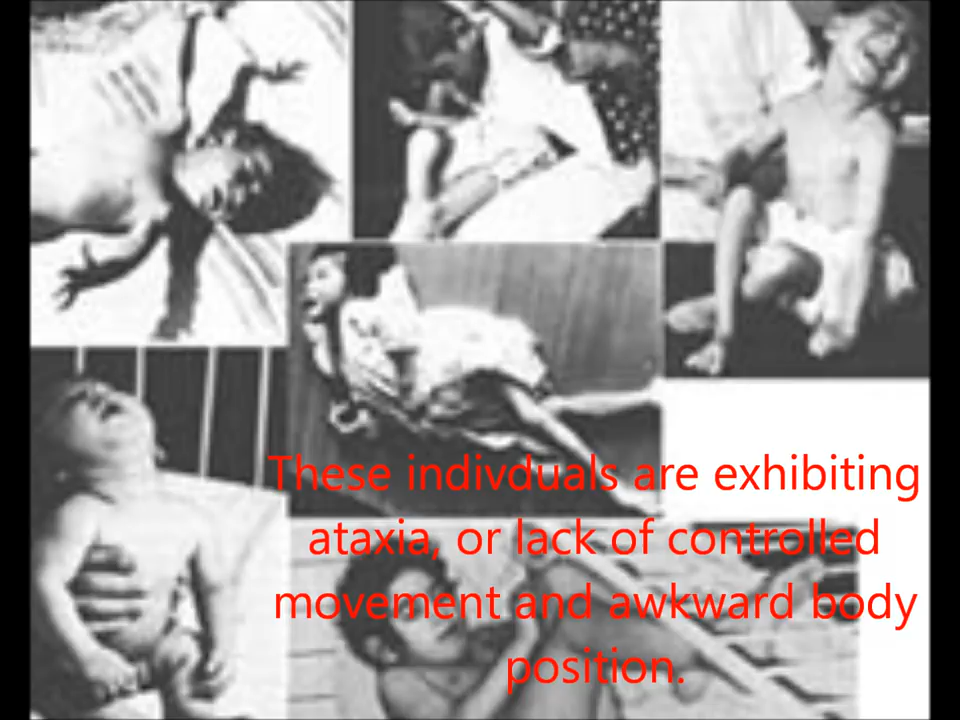 These indivduals are exhibiting
ataxia, or lack of controlled
movement and awkward body
position.